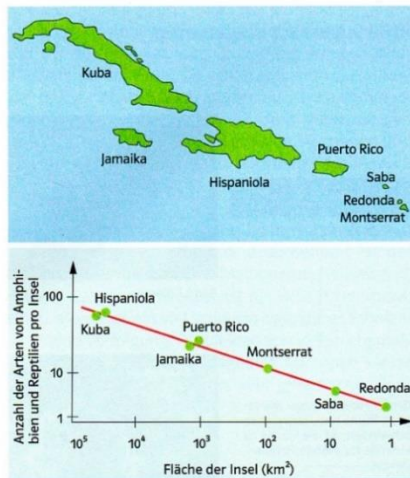 Kuba
Jamaika
Hispaniola
Puerto Rico
Saba
Redonda
Montserrat
Anzahl der Arten von Amphi-
bien und Reptilien pro Insel
100
10
1
Hispaniola
Kuba
Puerto Rico
Jamaika
Montserrat
Redonda
Saba
10⁵ 10⁴ 10³ 10² 10 1
Fläche der Insel (km²)